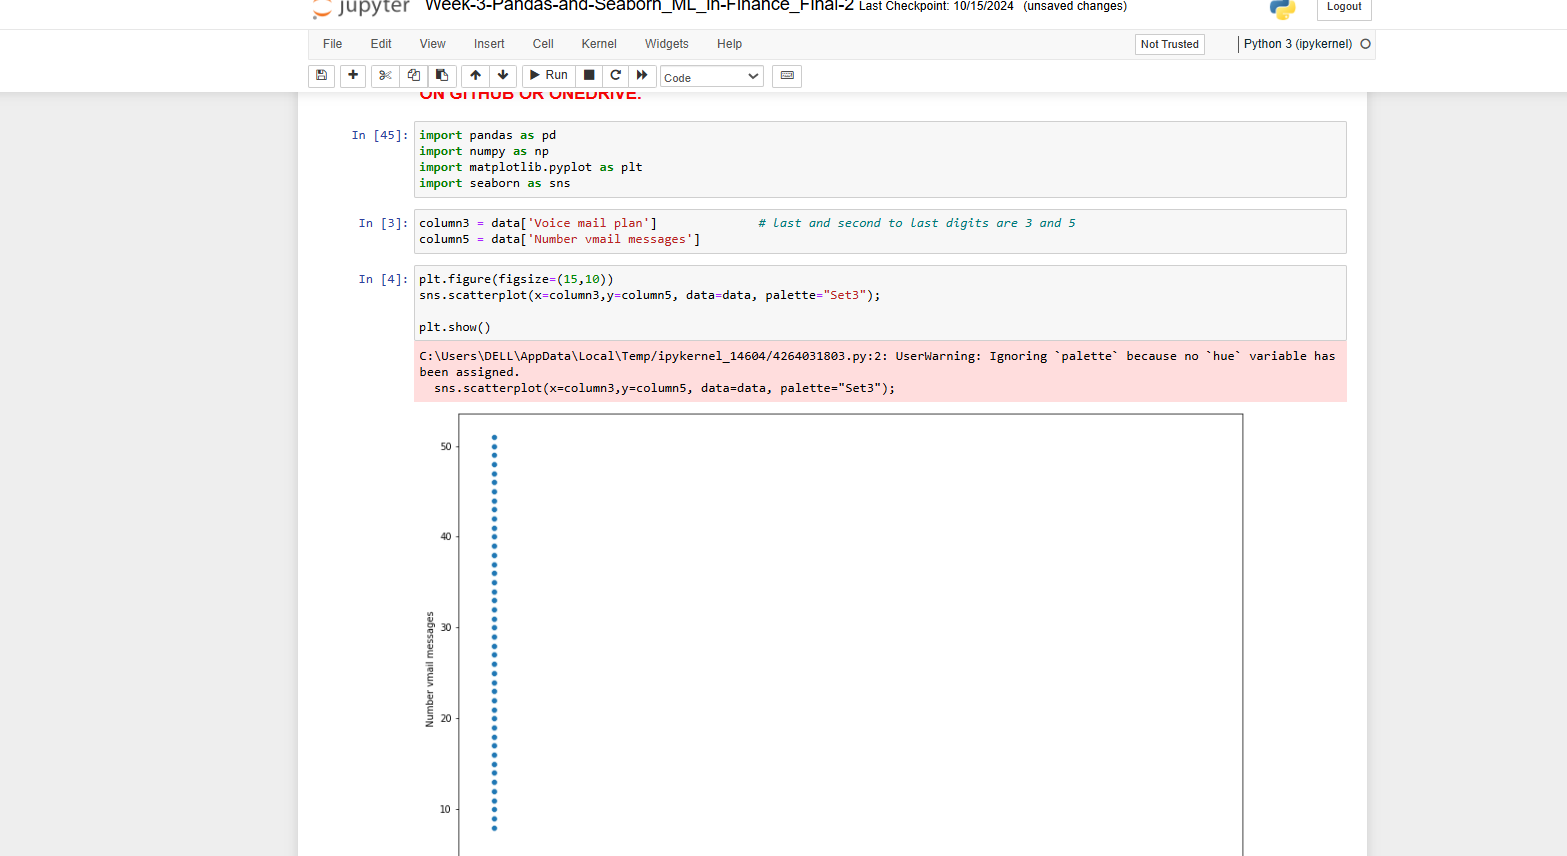 jupyter Week-3-Pandas-and-Seaborn_ML_in-Finance_Final-2 Last Checkpoint: 10/15/2024 (unsaved changes) Logout
File Edit View Insert Cell Kernel Widgets Help Not Trusted Python 3 (ipykernel)
Run Code
ON GITHUB OR ONEDRIVE.
In [45]: import pandas as pd
import numpy as np
import matplotlib.pyplot as plt
import seaborn as sns
In [3]: column3 = data['Voice mail plan'] # last and second to last digits are 3 and 5
column5 = data['Number vmail messages']
In [4]: plt.figure(figsize=(15,10))
sns.scatterplot(x=column3,y=column5, data=data, palette="Set3");
plt.show()
C:\Users\DELL\AppData\Local\Temp/ipykernel_14604/4264031803.py:2: UserWarning: Ignoring `palette` because no `hue` variable has
been assigned.
sns.scatterplot(x=column3,y=column5, data=data, palette="Set3");
50
40
30
20
10
Number vmail messages